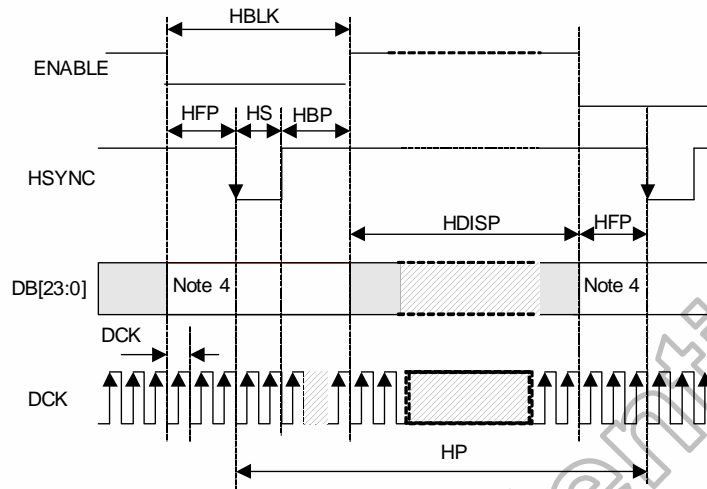 HBLK
ENABLE
HFP HS HBP
HSYNC
HDISP HFP
DB[23:0] Note 4 Note 4
DCK
DCK
HP